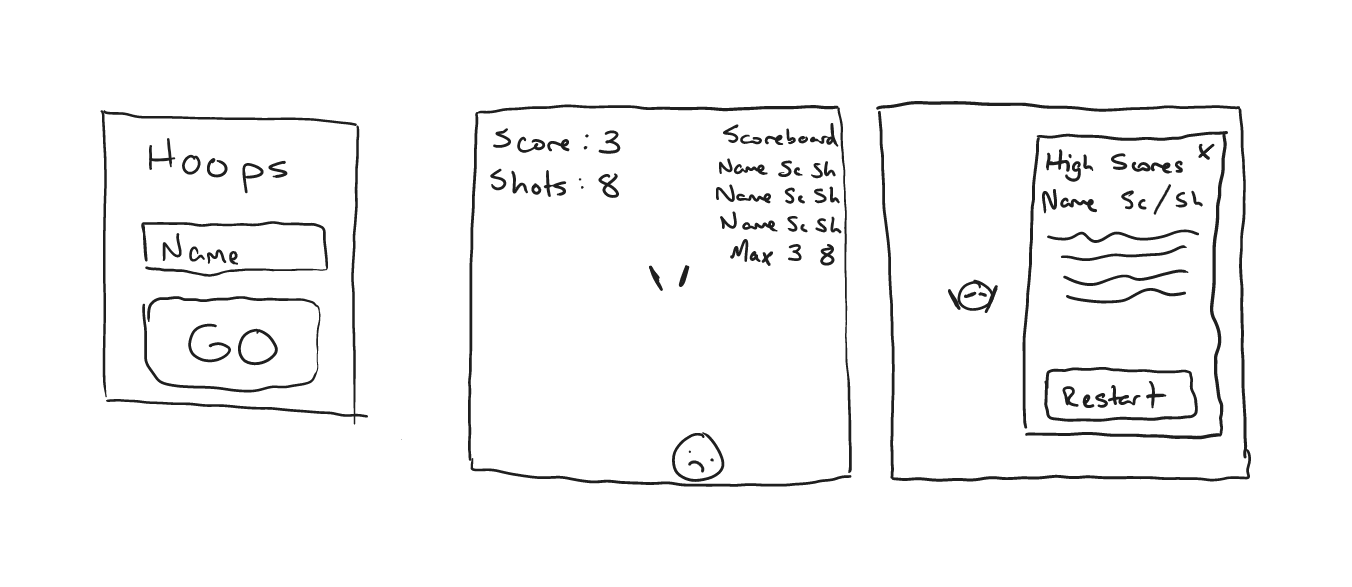 Hoops
Name
GO
Score: 3
Shots: 8
Scoreboard
Name Sc Sh
Name Sc Sh
Name Sc Sh
Max 3 8
High Scores x
Name Sc/Sh
Restart